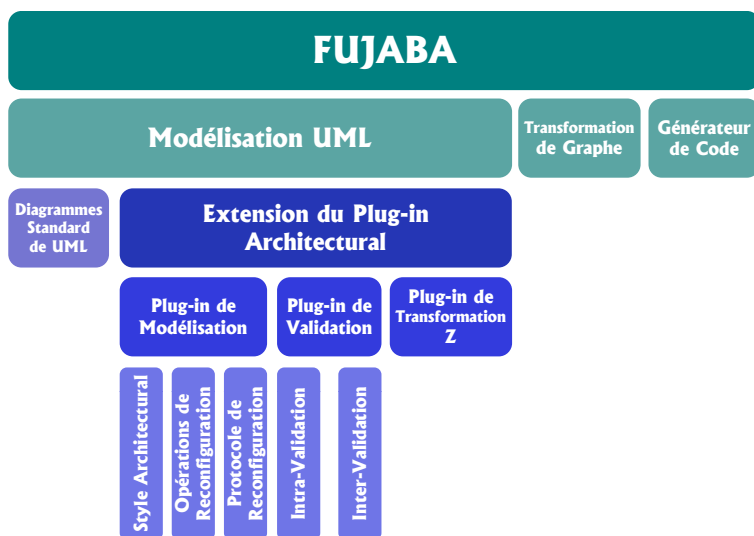 FUJABA
Modélisation UML
Transformation
de Graphe
Générateur
de Code
Diagrammes
Standard
de UML
Extension du Plug-in
Architectural
Plug-in de
Modélisation
Plug-in de
Validation
Plug-in de
Transformation
Z
Style Architectural
Opérations de
Reconfiguration
Protocole de
Reconfiguration
Intra-Validation
Inter-Validation